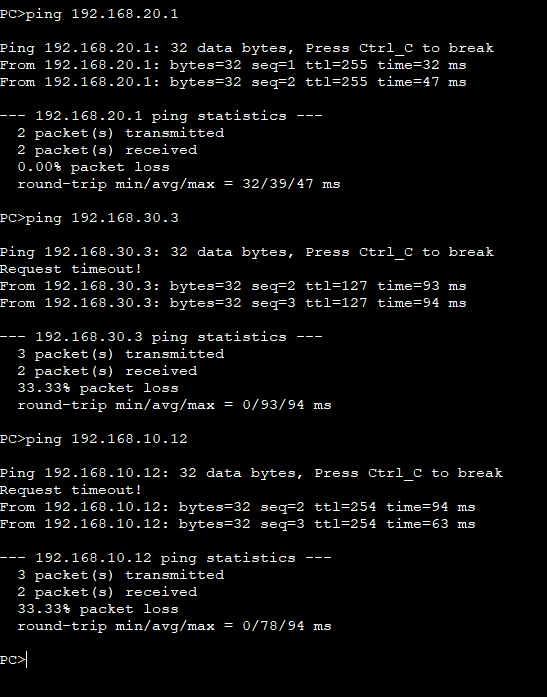 PC>ping 192.168.20.1
Ping 192.168.20.1: 32 data bytes, Press Ctrl_C to break
From 192.168.20.1: bytes=32 seq=1 ttl=255 time=32 ms
From 192.168.20.1: bytes=32 seq=2 ttl=255 time=47 ms
--- 192.168.20.1 ping statistics ---
  2 packet(s) transmitted
  2 packet(s) received
  0.00% packet loss
  round-trip min/avg/max = 32/39/47 ms
PC>ping 192.168.30.3
Ping 192.168.30.3: 32 data bytes, Press Ctrl_C to break
Request timeout!
From 192.168.30.3: bytes=32 seq=2 ttl=127 time=93 ms
From 192.168.30.3: bytes=32 seq=3 ttl=127 time=94 ms
--- 192.168.30.3 ping statistics ---
  3 packet(s) transmitted
  2 packet(s) received
  33.33% packet loss
  round-trip min/avg/max = 0/93/94 ms
PC>ping 192.168.10.12
Ping 192.168.10.12: 32 data bytes, Press Ctrl_C to break
Request timeout!
From 192.168.10.12: bytes=32 seq=2 ttl=254 time=94 ms
From 192.168.10.12: bytes=32 seq=3 ttl=254 time=63 ms
--- 192.168.10.12 ping statistics ---
  3 packet(s) transmitted
  2 packet(s) received
  33.33% packet loss
  round-trip min/avg/max = 0/78/94 ms
PC>